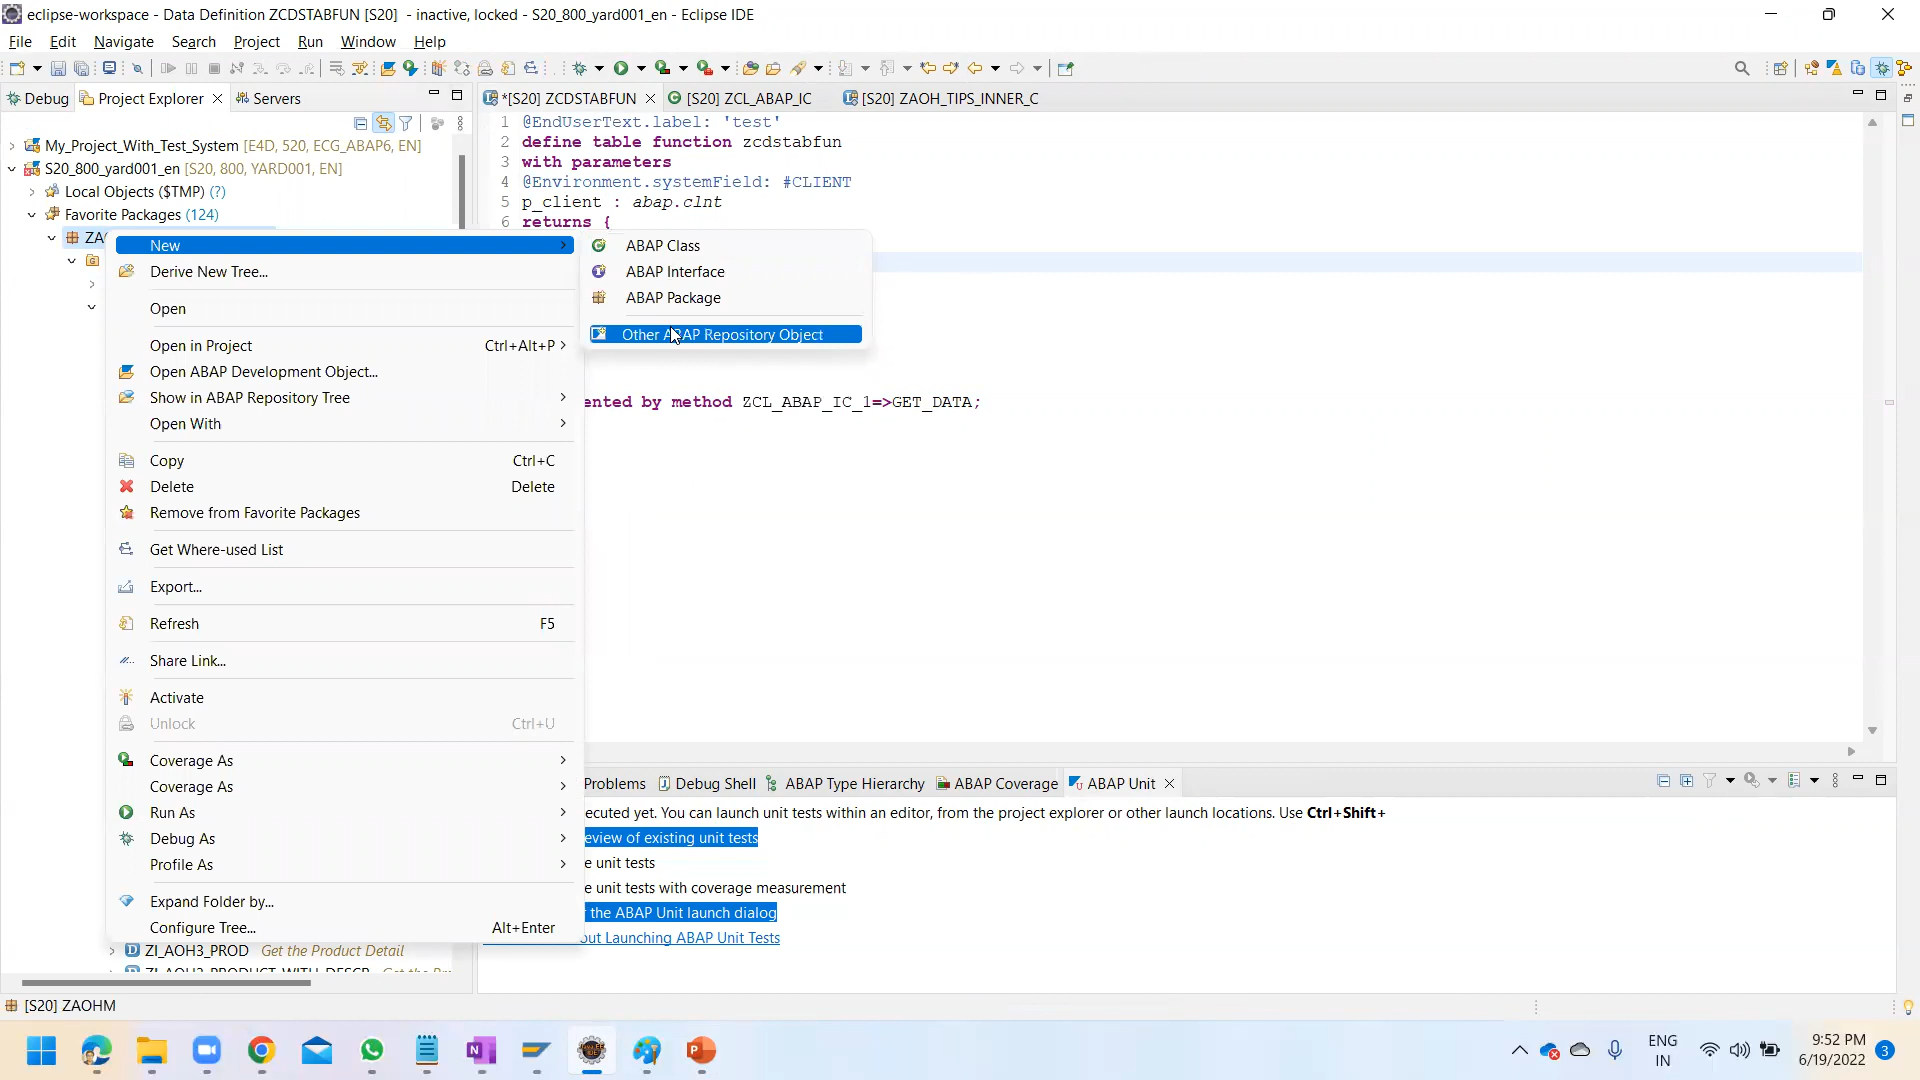 eclipse-workspace - Data Definition ZCDSTABFUN [S20]  - inactive, locked - S20_800_yard001_en - Eclipse IDE
File Edit Navigate Search Project Run Window Help
Debug Project Explorer Servers
*[S20] ZCDSTABFUN [S20] ZCL_ABAP_IC [S20] ZAOH_TIPS_INNER_C
My_Project_With_Test_System [E4D, 520, ECG_ABAP6, EN]
S20_800_yard001_en [S20, 800, YARD001, EN]
Local Objects ($TMP) (?)
Favorite Packages (124)
ZAO
1 @EndUserText.label: 'test'
2 define table function zcdstabfun
3 with parameters
4 @Environment.systemField: #CLIENT
5 p_client : abap.clnt
6 returns {
ented by method ZCL_ABAP_IC_1=>GET_DATA;
New
Derive New Tree...
Open
Open in Project Ctrl+Alt+P
Open ABAP Development Object...
Show in ABAP Repository Tree
Open With
Copy Ctrl+C
Delete Delete
Remove from Favorite Packages
Get Where-used List
Export...
Refresh F5
Share Link...
Activate
Unlock Ctrl+U
Coverage As
Coverage As
Run As
Debug As
Profile As
Expand Folder by...
Configure Tree... Alt+Enter
ABAP Class
ABAP Interface
ABAP Package
Other ABAP Repository Object
Problems Debug Shell ABAP Type Hierarchy ABAP Coverage ABAP Unit
ecuted yet. You can launch unit tests within an editor, from the project explorer or other launch locations. Use Ctrl+Shift+
eview of existing unit tests
e unit tests
e unit tests with coverage measurement
the ABAP Unit launch dialog
out Launching ABAP Unit Tests
ZI_AOH3_PROD Get the Product Detail
[S20] ZAOHM
ENG
IN
9:52 PM
6/19/2022
3